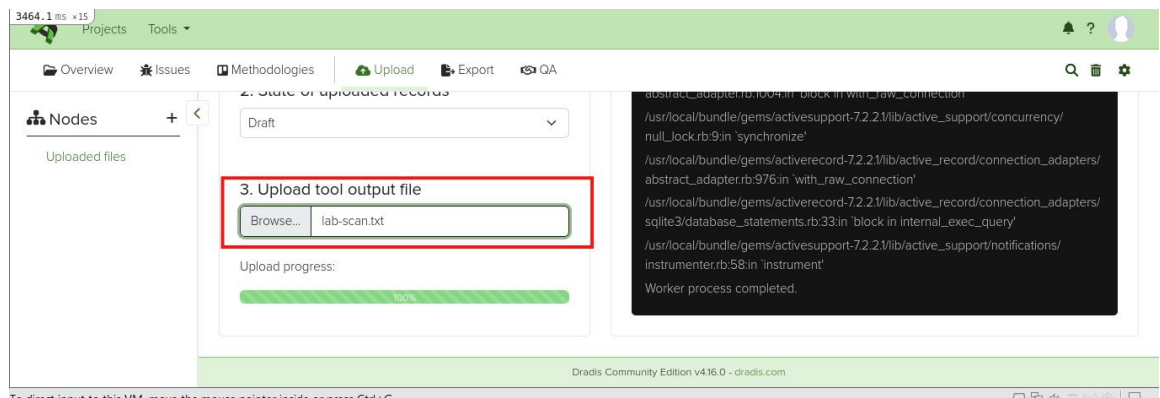 3464.1 ms ×15
Projects Tools
?
Overview Issues Methodologies Upload Export QA
Nodes +
Uploaded files
2. State of uploaded records
Draft
3. Upload tool output file
Browse... lab-scan.txt
Upload progress:
100%
abstract_adapter.rb:1004:in `block in with_raw_connection'
/usr/local/bundle/gems/activesupport-7.2.2.1/lib/active_support/concurrency/
null_lock.rb:9:in `synchronize'
/usr/local/bundle/gems/activerecord-7.2.2.1/lib/active_record/connection_adapters/
abstract_adapter.rb:976:in `with_raw_connection'
/usr/local/bundle/gems/activerecord-7.2.2.1/lib/active_record/connection_adapters/
sqlite3/database_statements.rb:33:in `block in internal_exec_query'
/usr/local/bundle/gems/activesupport-7.2.2.1/lib/active_support/notifications/
instrumenter.rb:58:in `instrument'
Worker process completed.
Dradis Community Edition v4.16.0 - dradis.com
To direct input to this VM, move the mouse pointer inside or press Ctrl+G.